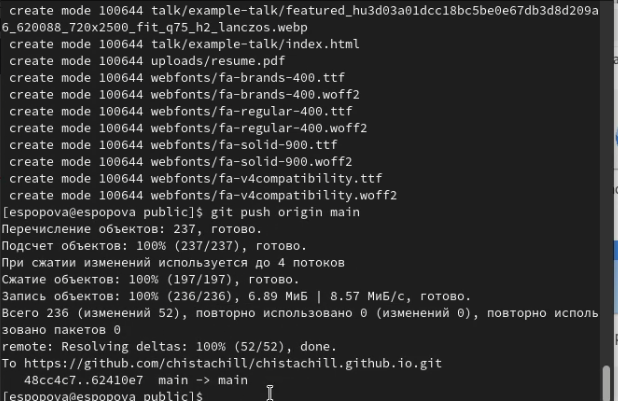 create mode 100644 talk/example-talk/featured_hu3d03a01dcc18bc5be0e67db3d8d209a
6_620088_720x2500_fit_q75_h2_lanczos.webp
create mode 100644 talk/example-talk/index.html
create mode 100644 uploads/resume.pdf
create mode 100644 webfonts/fa-brands-400.ttf
create mode 100644 webfonts/fa-brands-400.woff2
create mode 100644 webfonts/fa-regular-400.ttf
create mode 100644 webfonts/fa-regular-400.woff2
create mode 100644 webfonts/fa-solid-900.ttf
create mode 100644 webfonts/fa-solid-900.woff2
create mode 100644 webfonts/fa-v4compatibility.ttf
create mode 100644 webfonts/fa-v4compatibility.woff2
[espopova@espopova public]$ git push origin main
Перечисление объектов: 237, готово.
Подсчет объектов: 100% (237/237), готово.
При сжатии изменений используется до 4 потоков
Сжатие объектов: 100% (197/197), готово.
Запись объектов: 100% (236/236), 6.89 МиБ | 8.57 МиБ/с, готово.
Всего 236 (изменений 52), повторно использовано 0 (изменений 0), повторно исполь
зовано пакетов 0
remote: Resolving deltas: 100% (52/52), done.
To https://github.com/chistachill/chistachill.github.io.git
48cc4c7..62410e7 main -> main
[espopova@espopova public]$